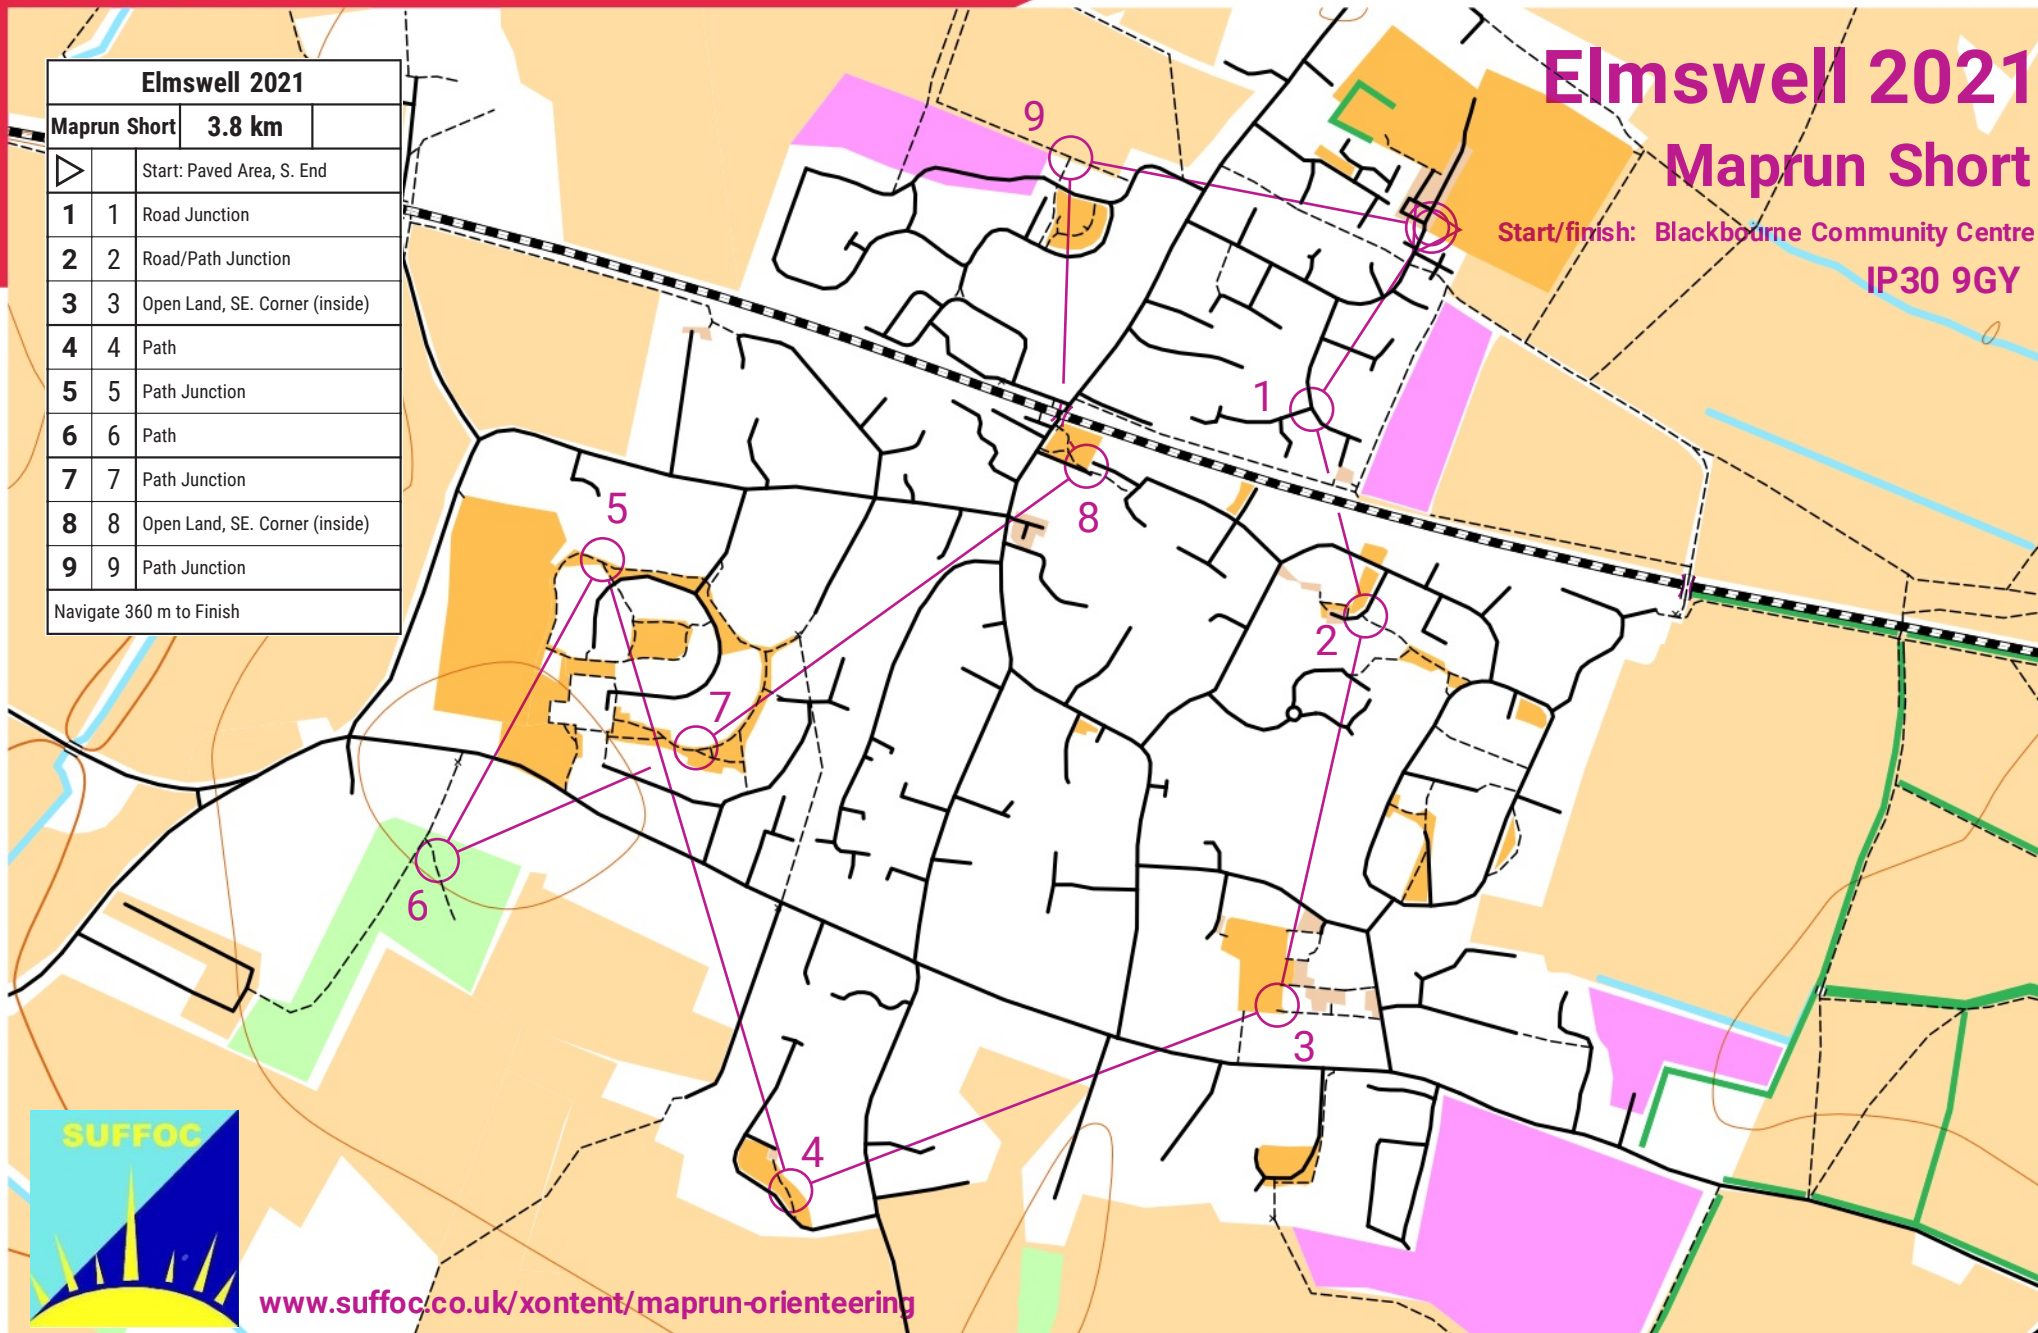 Elmswell 2021
Maprun Short 3.8 km
Start: Paved Area, S. End
1 1 Road Junction
2 2 Road/Path Junction
3 3 Open Land, SE. Corner (inside)
4 4 Path
5 5 Path Junction
6 6 Path
7 7 Path Junction
8 8 Open Land, SE. Corner (inside)
9 9 Path Junction
Navigate 360 m to Finish
Elmswell 2021
Maprun Short
Start/finish: Blackbourne Community Centre
IP30 9GY
9
1
5
8
2
7
6
3
4
SUFFOC
www.suffoc.co.uk/xontent/maprun-orienteering